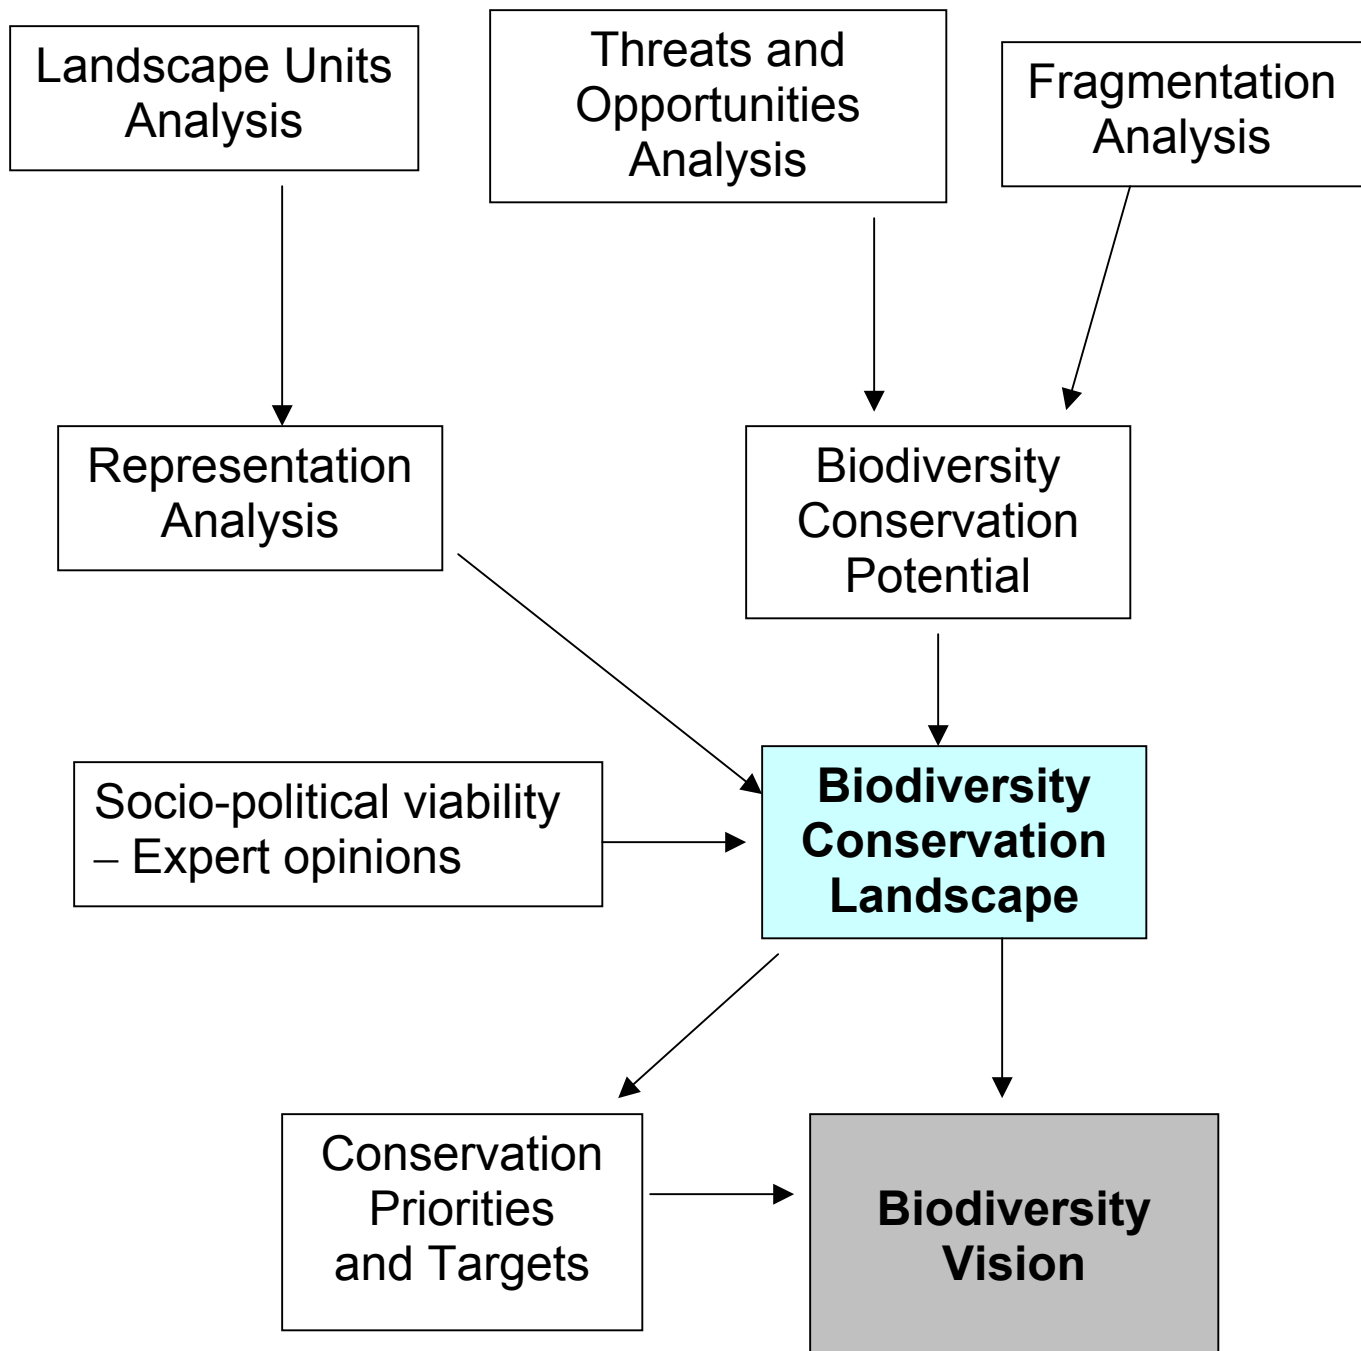 Landscape Units
Analysis
Threats and
Opportunities
Analysis
Fragmentation
Analysis
Representation
Analysis
Biodiversity
Conservation
Potential
Socio-political viability
– Expert opinions
Biodiversity
Conservation
Landscape
Conservation
Priorities
and Targets
Biodiversity
Vision